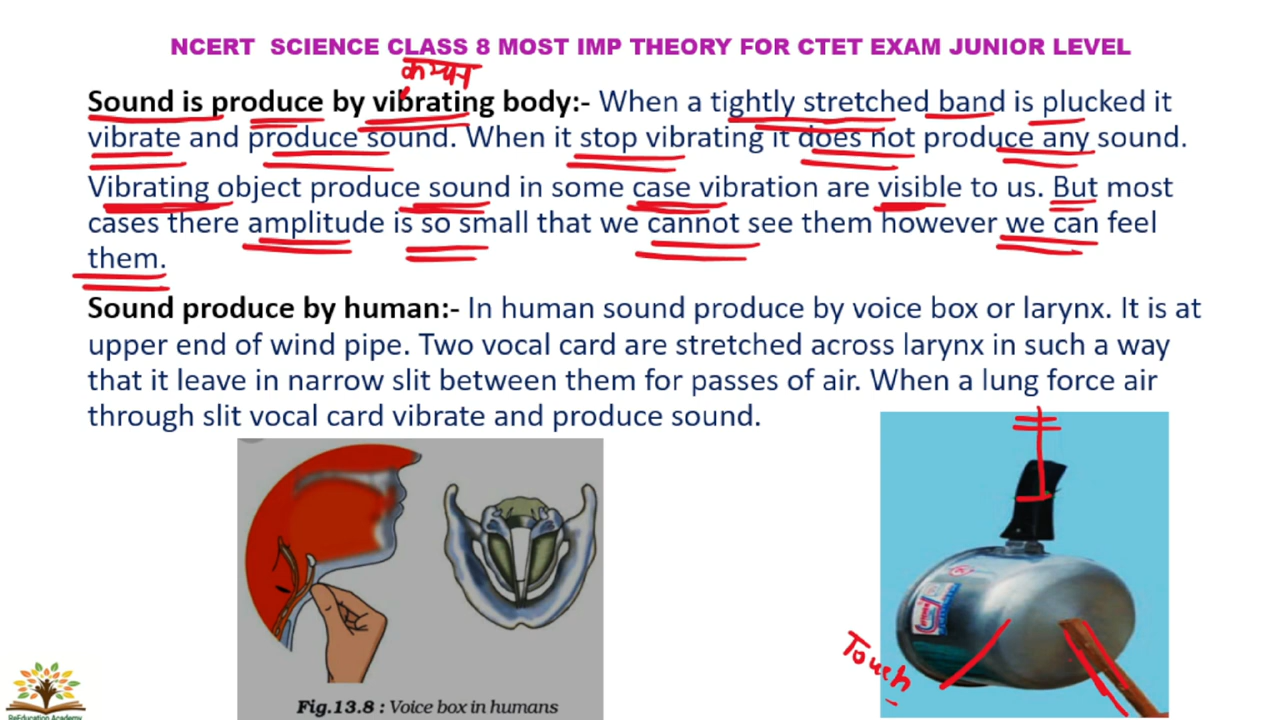 NCERT SCIENCE CLASS 8 MOST IMP THEORY FOR CTET EXAM JUNIOR LEVEL
कम्पन
Sound is produce by vibrating body:- When a tightly stretched band is plucked it
vibrate and produce sound. When it stop vibrating it does not produce any sound.
Vibrating object produce sound in some case vibration are visible to us. But most
cases there amplitude is so small that we cannot see them however we can feel
them.
Sound produce by human:- In human sound produce by voice box or larynx. It is at
upper end of wind pipe. Two vocal card are stretched across larynx in such a way
that it leave in narrow slit between them for passes of air. When a lung force air
through slit vocal card vibrate and produce sound.
Touch
Fig.13.8 : Voice box in humans